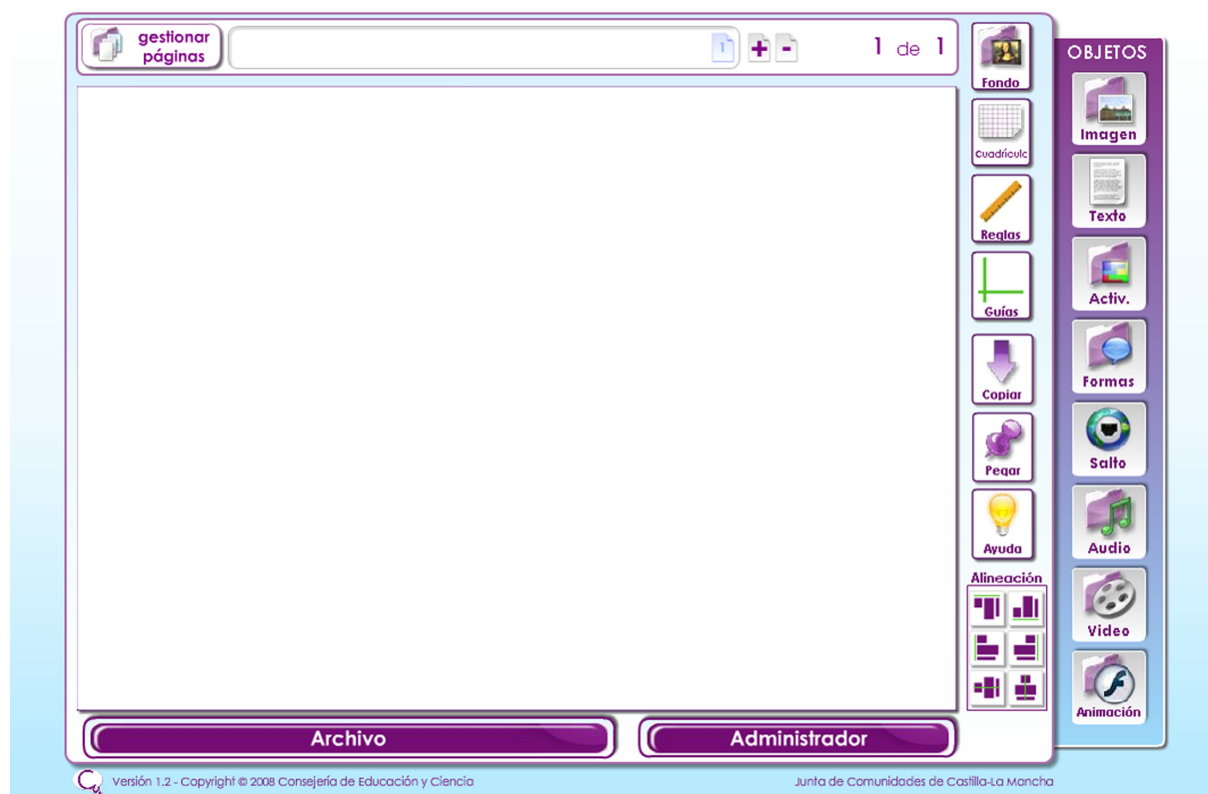 gestionar
páginas
1
+ -
1 de 1
Fondo
Cuadrícula
Reglas
Guías
Copiar
Pegar
Ayuda
Alineación
OBJETOS
Imagen
Texto
Activ.
Formas
Salto
Audio
Video
Animación
Archivo
Administrador
Versión 1.2 - Copyright © 2008 Consejería de Educación y Ciencia
Junta de Comunidades de Castilla-La Mancha